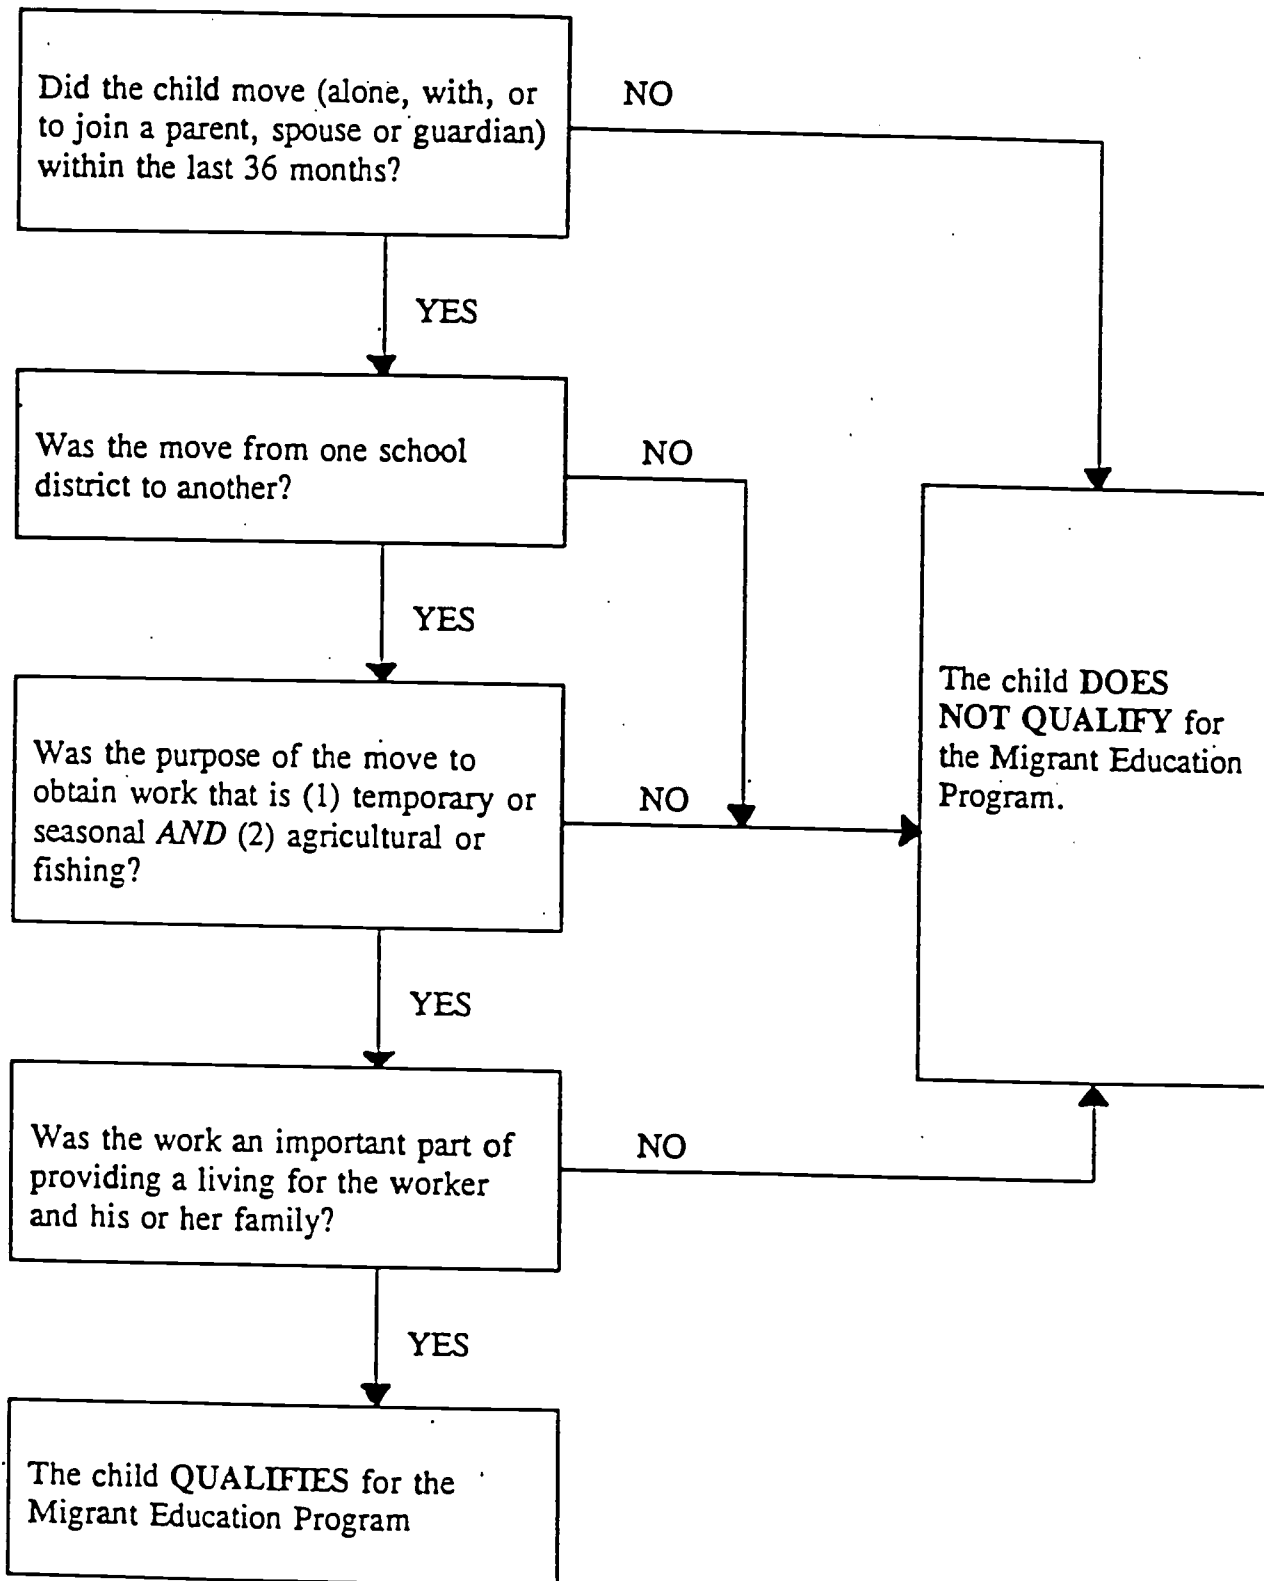 Did the child move (alone, with, or
to join a parent, spouse or guardian)
within the last 36 months?
NO
YES
Was the move from one school
district to another?
NO
YES
Was the purpose of the move to
obtain work that is (1) temporary or
seasonal AND (2) agricultural or
fishing?
NO
The child DOES
NOT QUALIFY for
the Migrant Education
Program.
YES
Was the work an important part of
providing a living for the worker
and his or her family?
NO
YES
The child QUALIFIES for the
Migrant Education Program